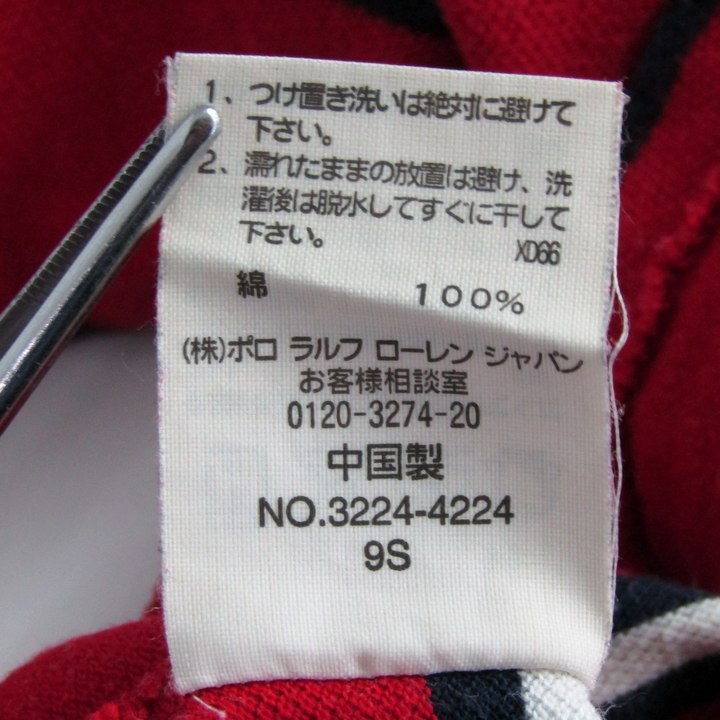 1、つけ置き洗いは絶対に避けて
下さい。
2、濡れたままの放置は避け、洗
濯後は脱水してすぐに干して
下さい。 XD66
綿 100%
(株)ポロ ラルフ ローレン ジャパン
お客様相談室
0120-3274-20
中国製
NO.3224-4224
9S